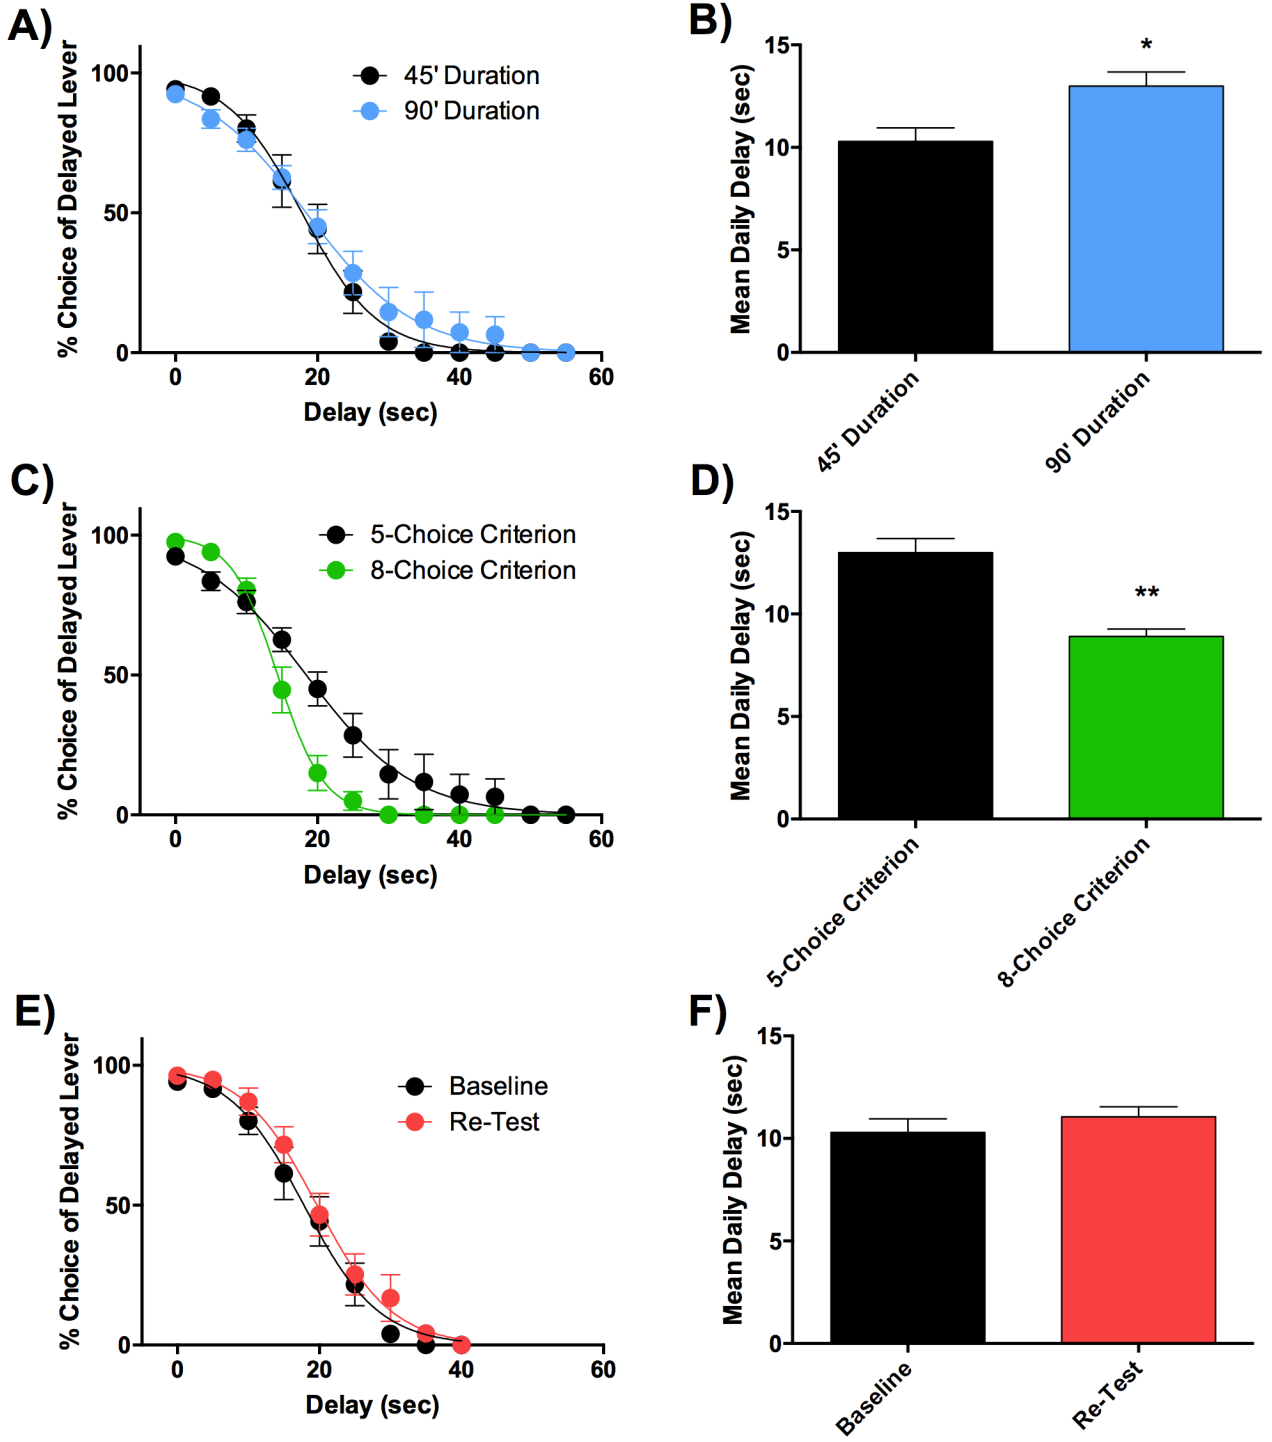 A)
% Choice of Delayed Lever
100
50
0
0 20 40 60
Delay (sec)
45' Duration
90' Duration
B)
Mean Daily Delay (sec)
15
10
5
0
*
45' Duration
90' Duration
C)
% Choice of Delayed Lever
100
50
0
0 20 40 60
Delay (sec)
5-Choice Criterion
8-Choice Criterion
D)
Mean Daily Delay (sec)
15
10
5
0
**
5-Choice Criterion
8-Choice Criterion
E)
% Choice of Delayed Lever
100
50
0
0 20 40 60
Delay (sec)
Baseline
Re-Test
F)
Mean Daily Delay (sec)
15
10
5
0
Baseline
Re-Test